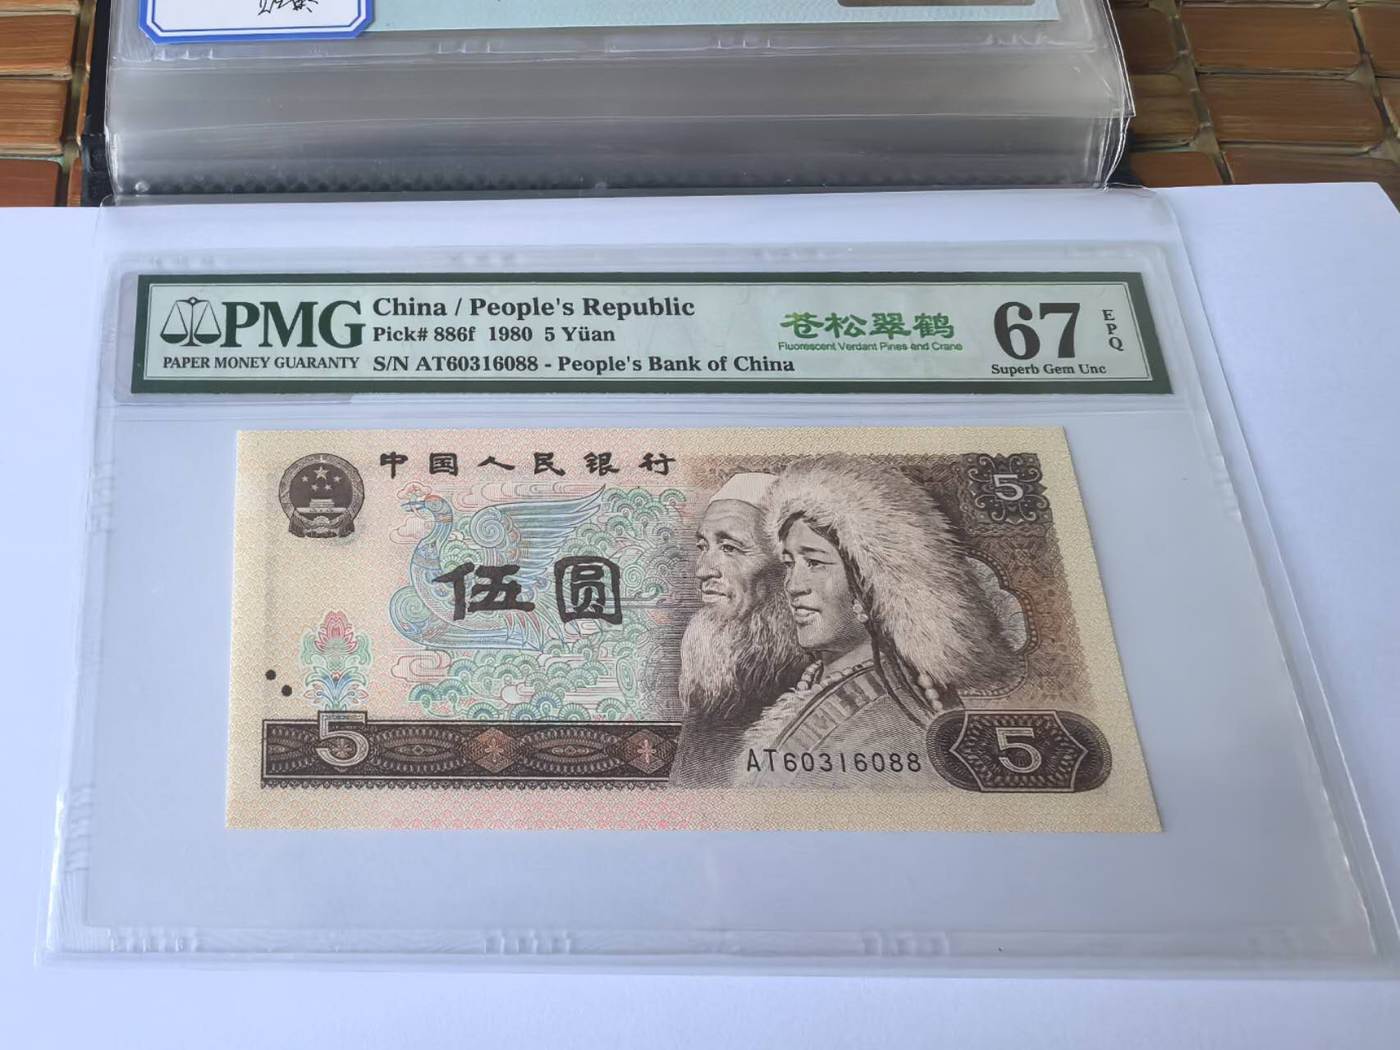 PMG
PAPER MONEY GUARANTY
China / People's Republic
Pick# 886f 1980 5 Yüan
S/N AT60316088 - People's Bank of China
苍松翠鹤
Fluorescent Verdant Pines and Crane
67
EPQ
Superb Gem Unc
中国人民银行
5
伍圆
5
AT60316088
5